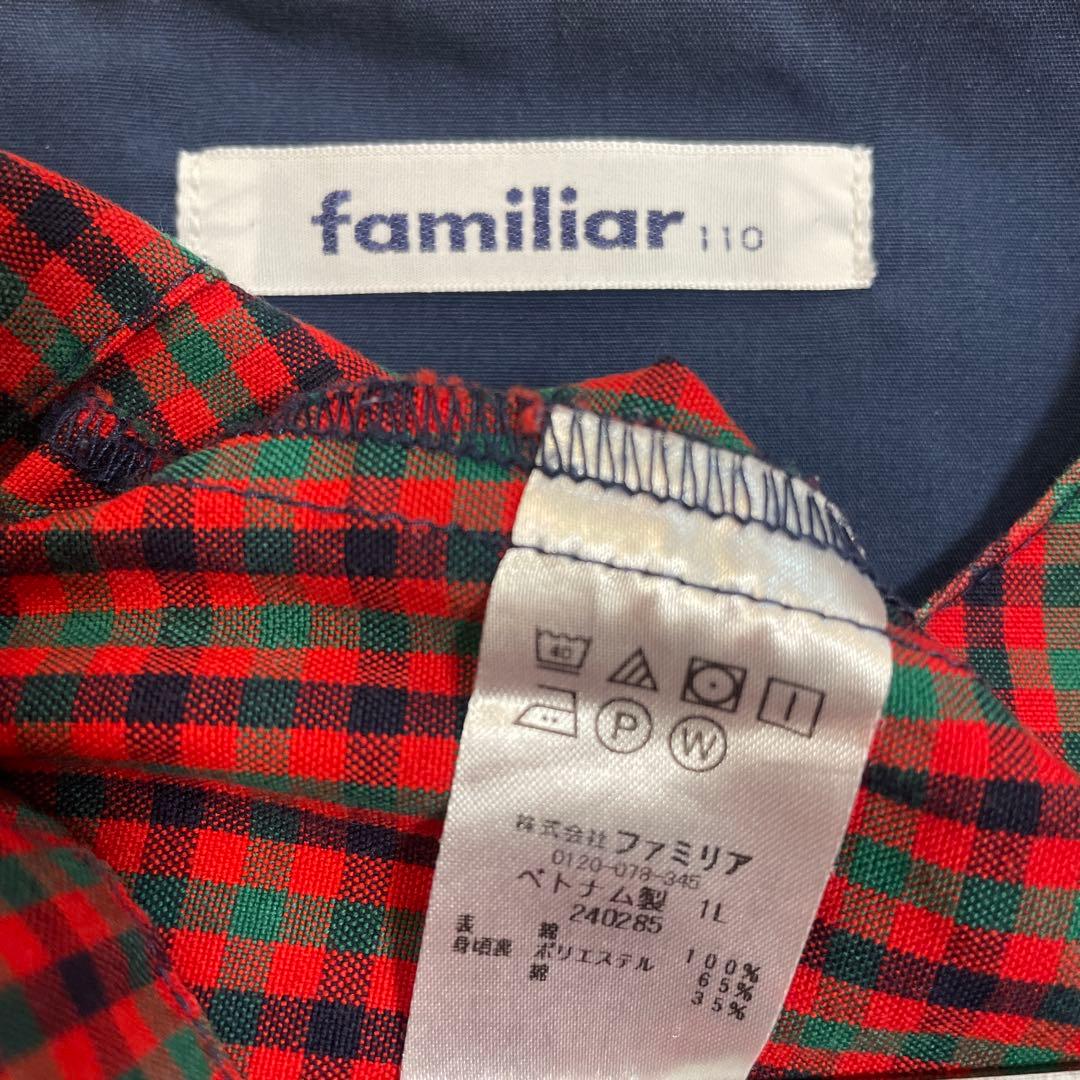 familiar 110
40
P W
株式会社ファミリア
0120-078-345
ベトナム製 1L
240285
表 綿 100%
身頃裏 ポリエステル 65%
綿 35%